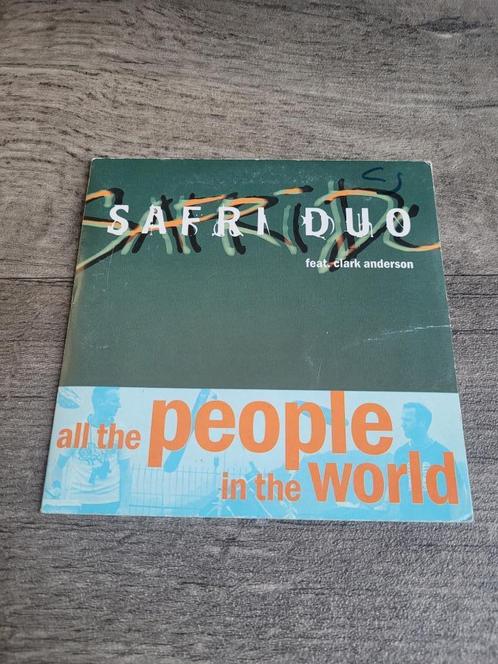 SAFRI DUO
feat. clark anderson
all the people
in the world